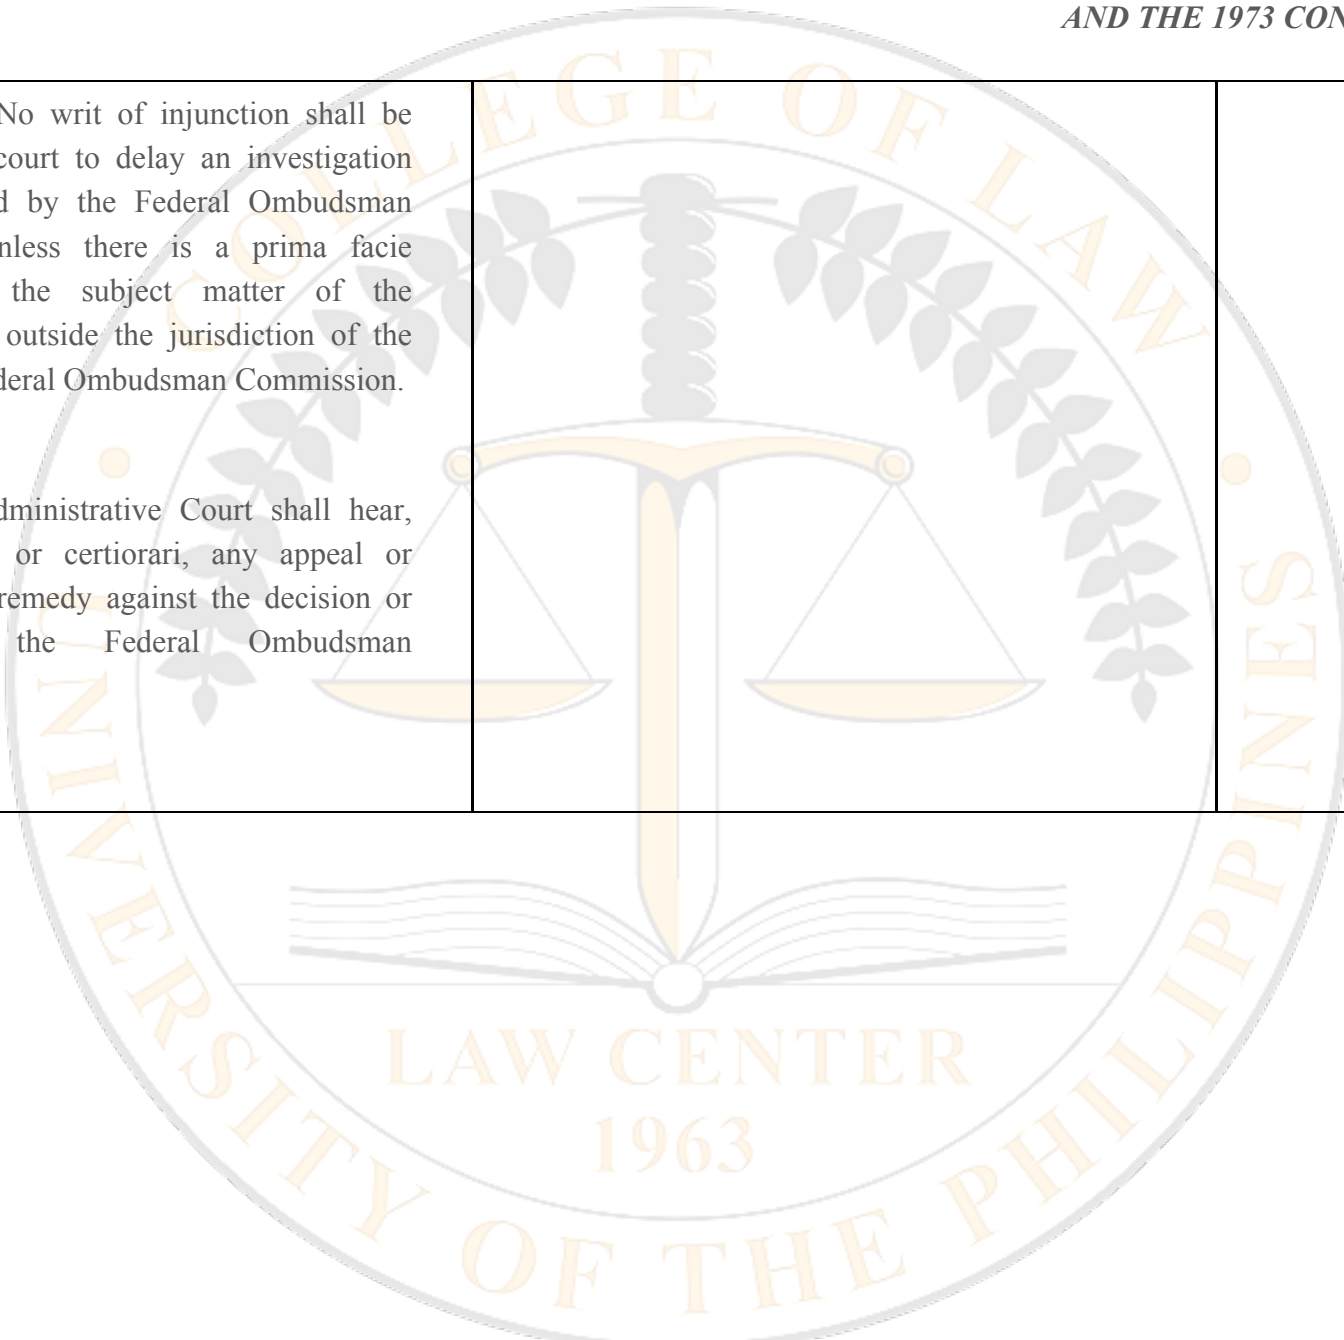 AND THE 1973 CON
No writ of injunction shall be
court to delay an investigation
d by the Federal Ombudsman
nless there is a prima facie
the subject matter of the
outside the jurisdiction of the
deral Ombudsman Commission.
dministrative Court shall hear,
or certiorari, any appeal or
remedy against the decision or
the Federal Ombudsman
COLLEGE OF LAW
UNIVERSITY OF THE PHILIPPINES
LAW CENTER
1963